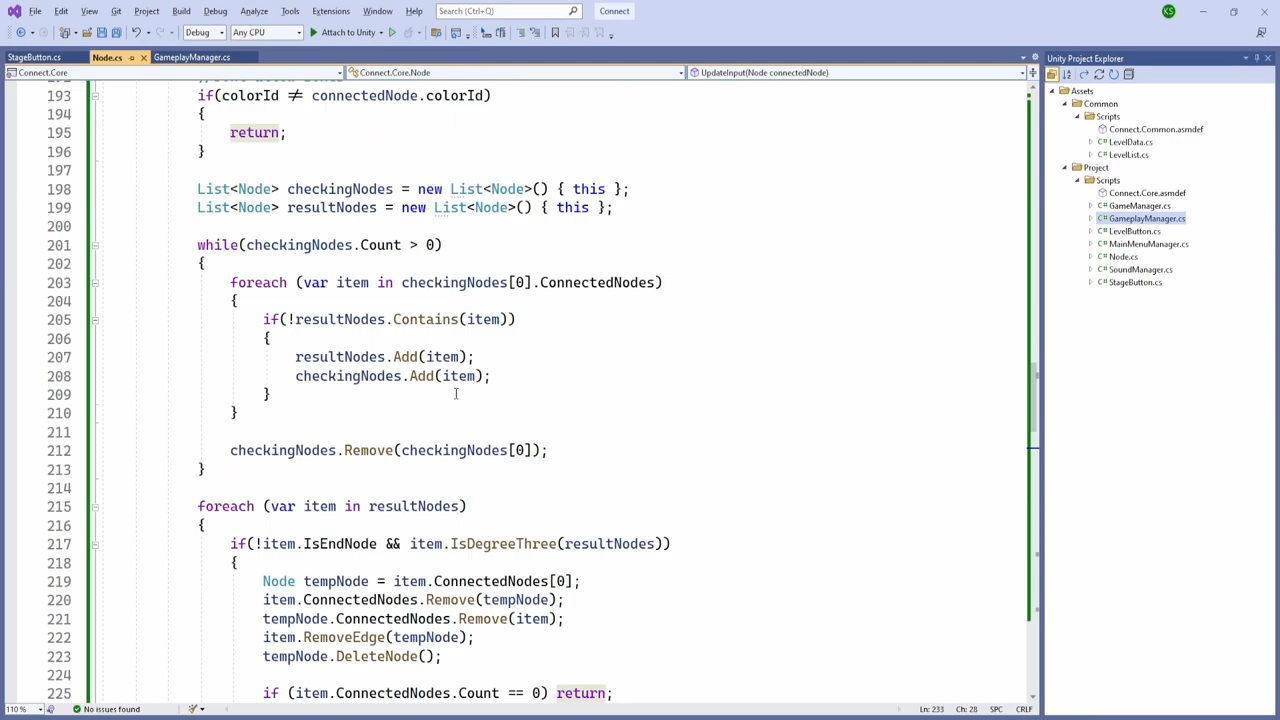 File Edit View Git Project Build Debug Analyze Tools Extensions Window Help Search (Ctrl+Q) Connect KS
Debug Any CPU Attach to Unity
StageButton.cs Node.cs GameplayManager.cs
Connect.Core Connect.Core.Node UpdateInput(Node connectedNode)
193 if(colorId ≠ connectedNode.colorId)
194 {
195 return;
196 }
197
198 List<Node> checkingNodes = new List<Node>() { this };
199 List<Node> resultNodes = new List<Node>() { this };
200
201 while(checkingNodes.Count > 0)
202 {
203 foreach (var item in checkingNodes[0].ConnectedNodes)
204 {
205 if(!resultNodes.Contains(item))
206 {
207 resultNodes.Add(item);
208 checkingNodes.Add(item);
209 }
210 }
211
212 checkingNodes.Remove(checkingNodes[0]);
213 }
214
215 foreach (var item in resultNodes)
216 {
217 if(!item.IsEndNode && item.IsDegreeThree(resultNodes))
218 {
219 Node tempNode = item.ConnectedNodes[0];
220 item.ConnectedNodes.Remove(tempNode);
221 tempNode.ConnectedNodes.Remove(item);
222 item.RemoveEdge(tempNode);
223 tempNode.DeleteNode();
224
225 if (item.ConnectedNodes.Count == 0) return;
110 % No issues found Ln: 233 Ch: 28 SPC CRLF
Unity Project Explorer
Assets
Common
Scripts
Connect.Common.asmdef
LevelData.cs
LevelList.cs
Project
Scripts
Connect.Core.asmdef
GameManager.cs
GameplayManager.cs
LevelButton.cs
MainMenuManager.cs
Node.cs
SoundManager.cs
StageButton.cs